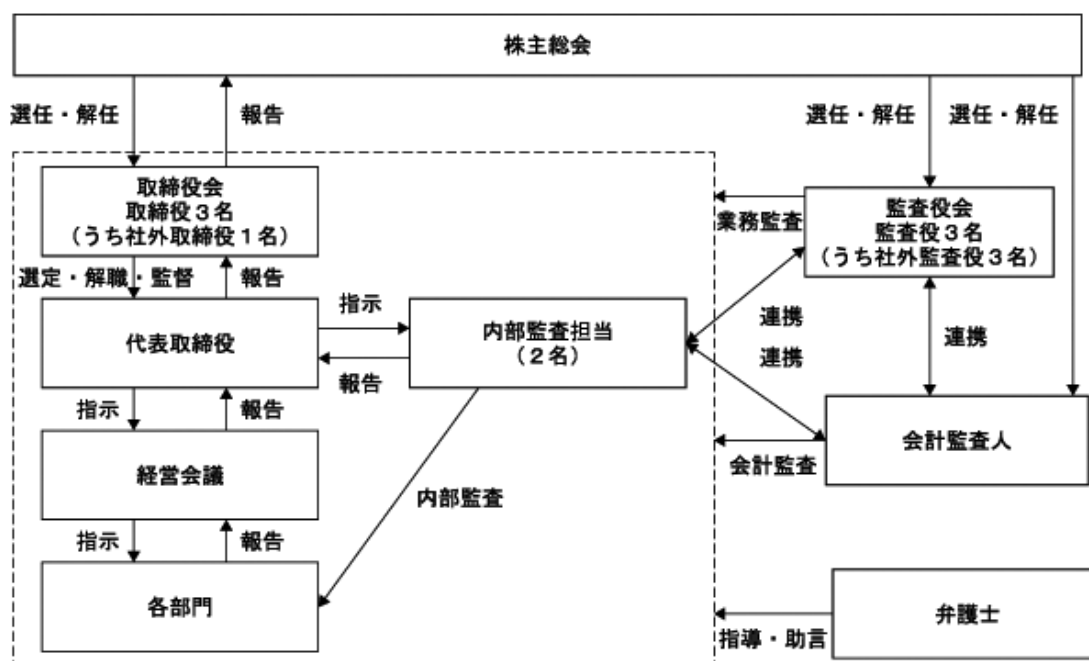 株主総会
選任・解任
報告
選任・解任
選任・解任
取締役会
取締役３名
（うち社外取締役１名）
業務監査
監査役会
監査役３名
（うち社外監査役３名）
選定・解職・監督
報告
代表取締役
指示
報告
内部監査担当
（２名）
連携
連携
連携
指示
報告
経営会議
会計監査
会計監査人
内部監査
指示
報告
各部門
弁護士
指導・助言